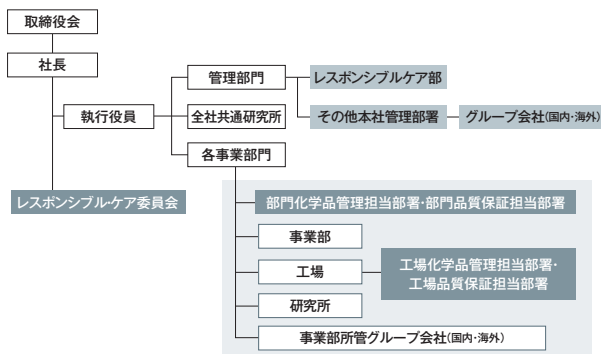 取締役会
社長
執行役員
管理部門
レスポンシブルケア部
全社共通研究所
その他本社管理部署
グループ会社(国内・海外)
各事業部門
レスポンシブル・ケア委員会
部門化学品管理担当部署・部門品質保証担当部署
事業部
工場
工場化学品管理担当部署・
工場品質保証担当部署
研究所
事業部所管グループ会社(国内・海外)